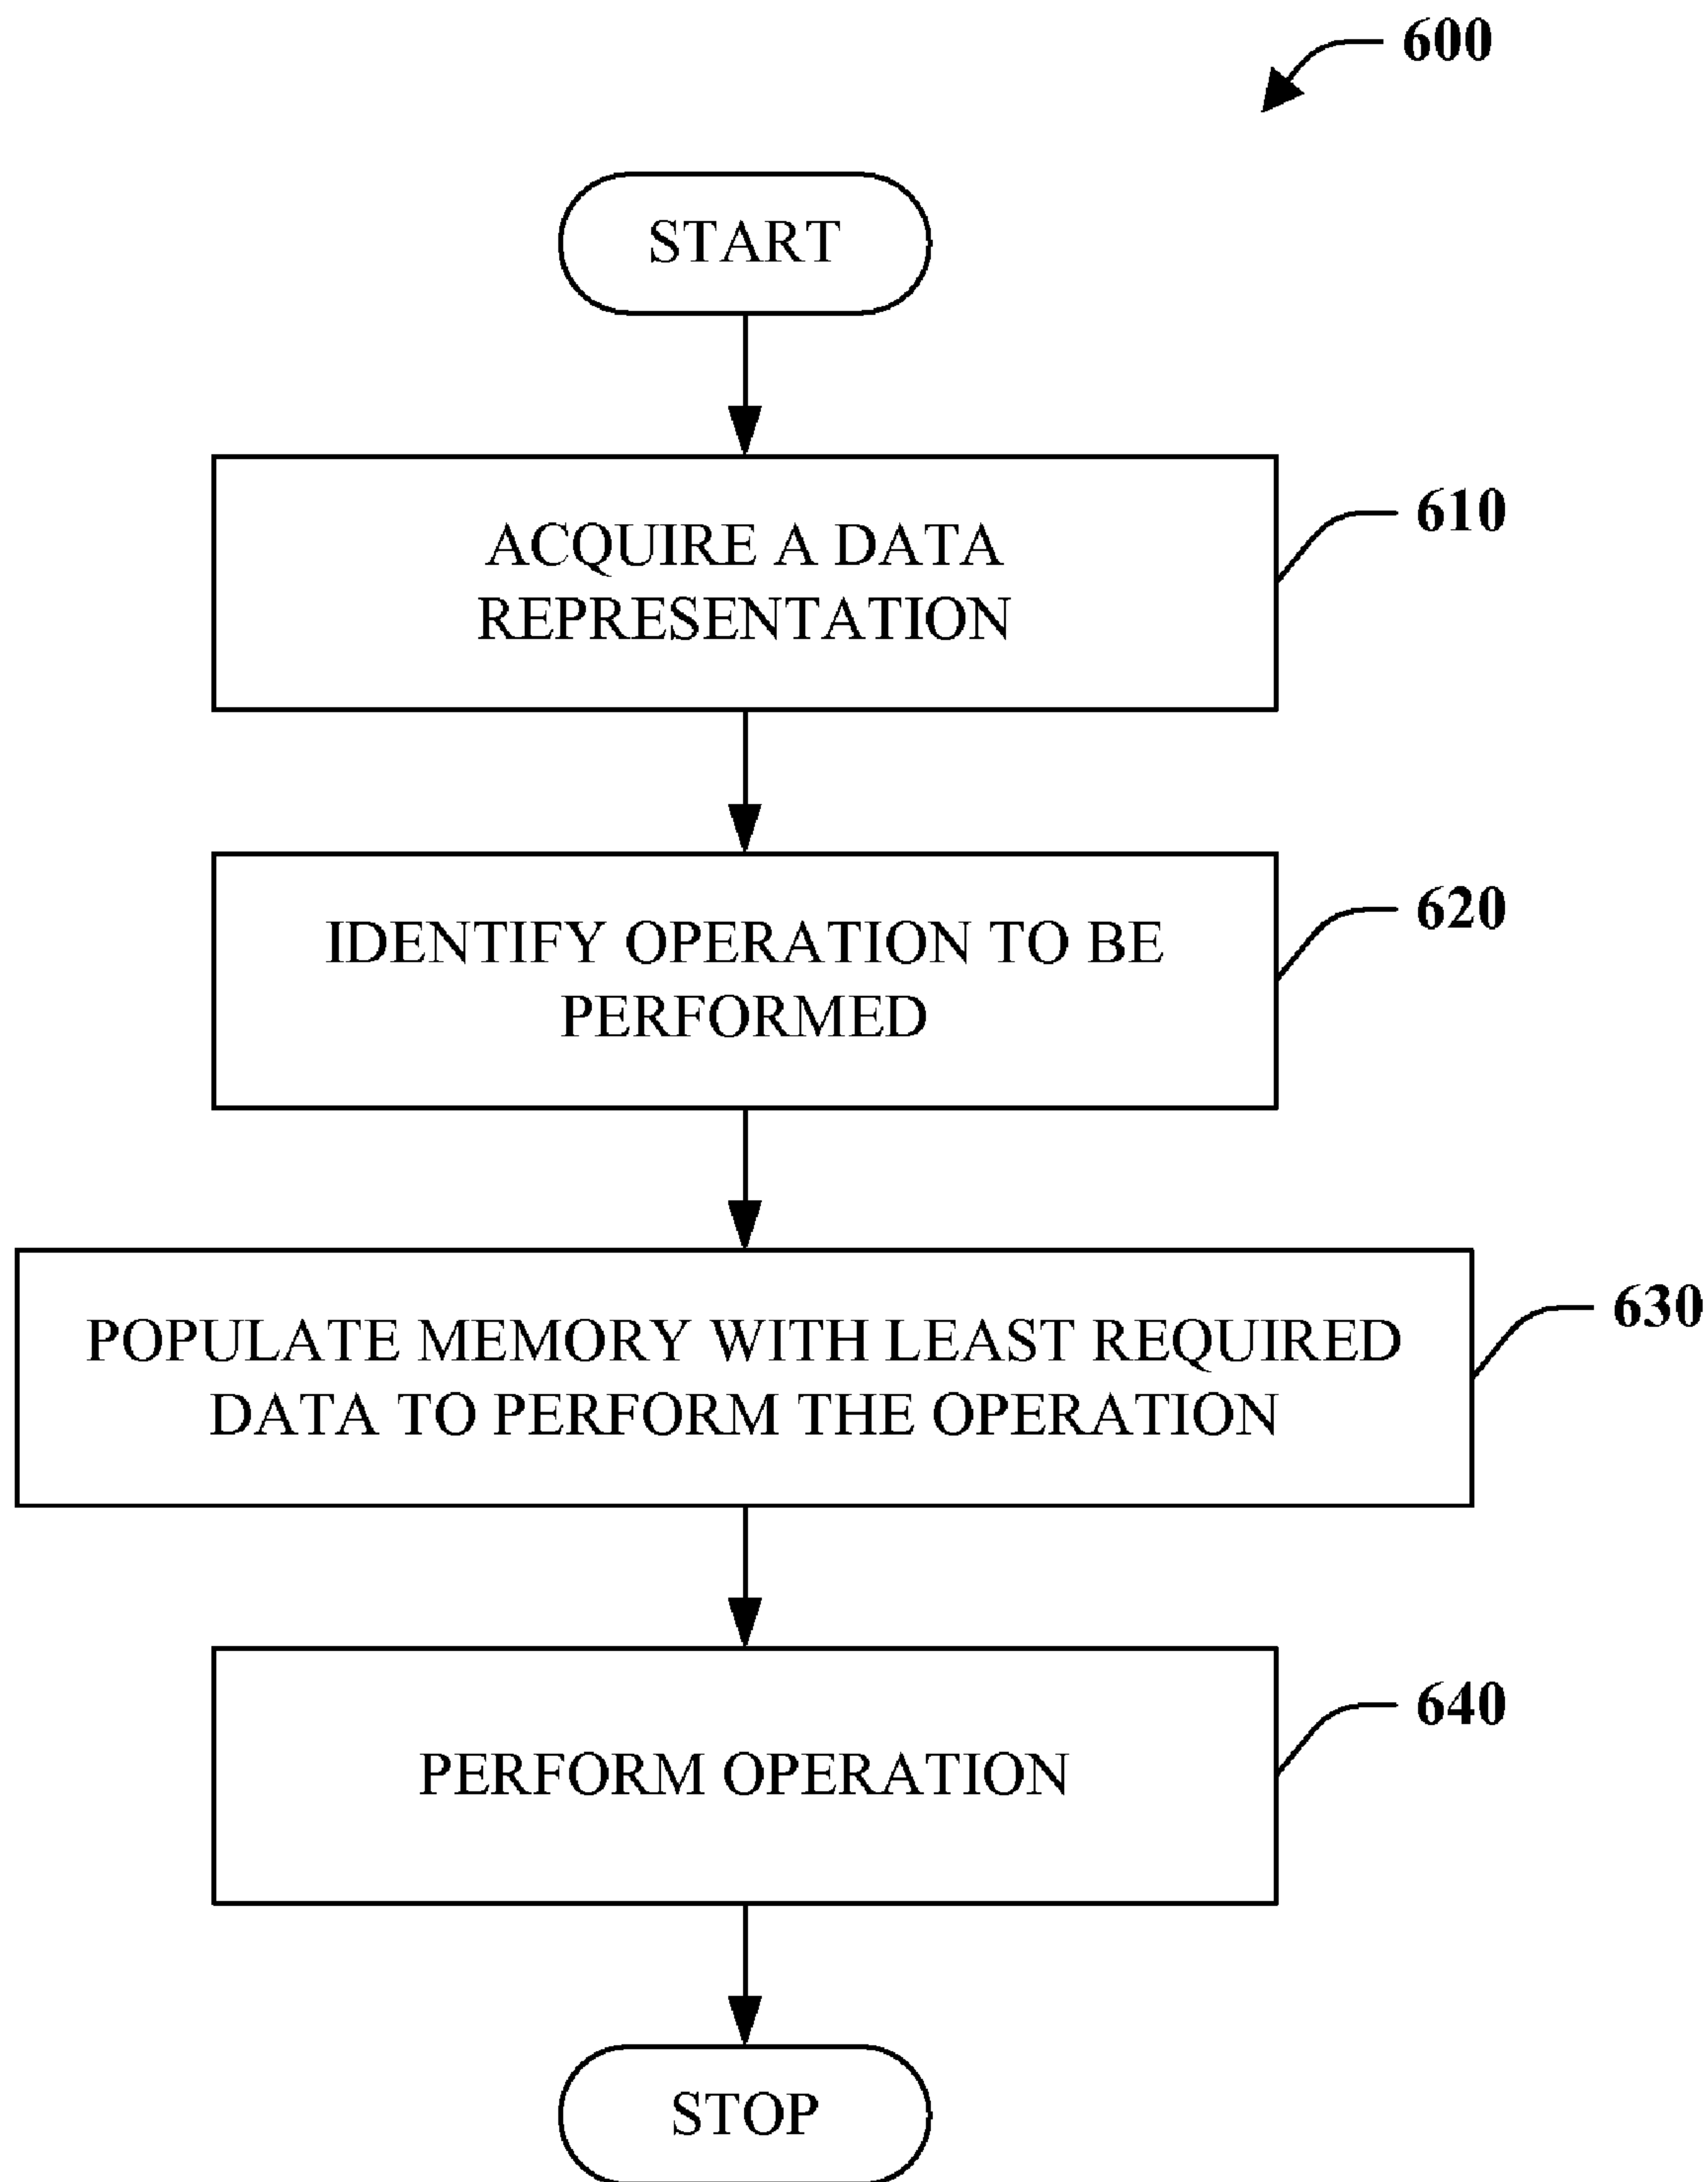 600
START
ACQUIRE A DATA
REPRESENTATION
610
IDENTIFY OPERATION TO BE
PERFORMED
620
POPULATE MEMORY WITH LEAST REQUIRED
DATA TO PERFORM THE OPERATION
630
PERFORM OPERATION
640
STOP